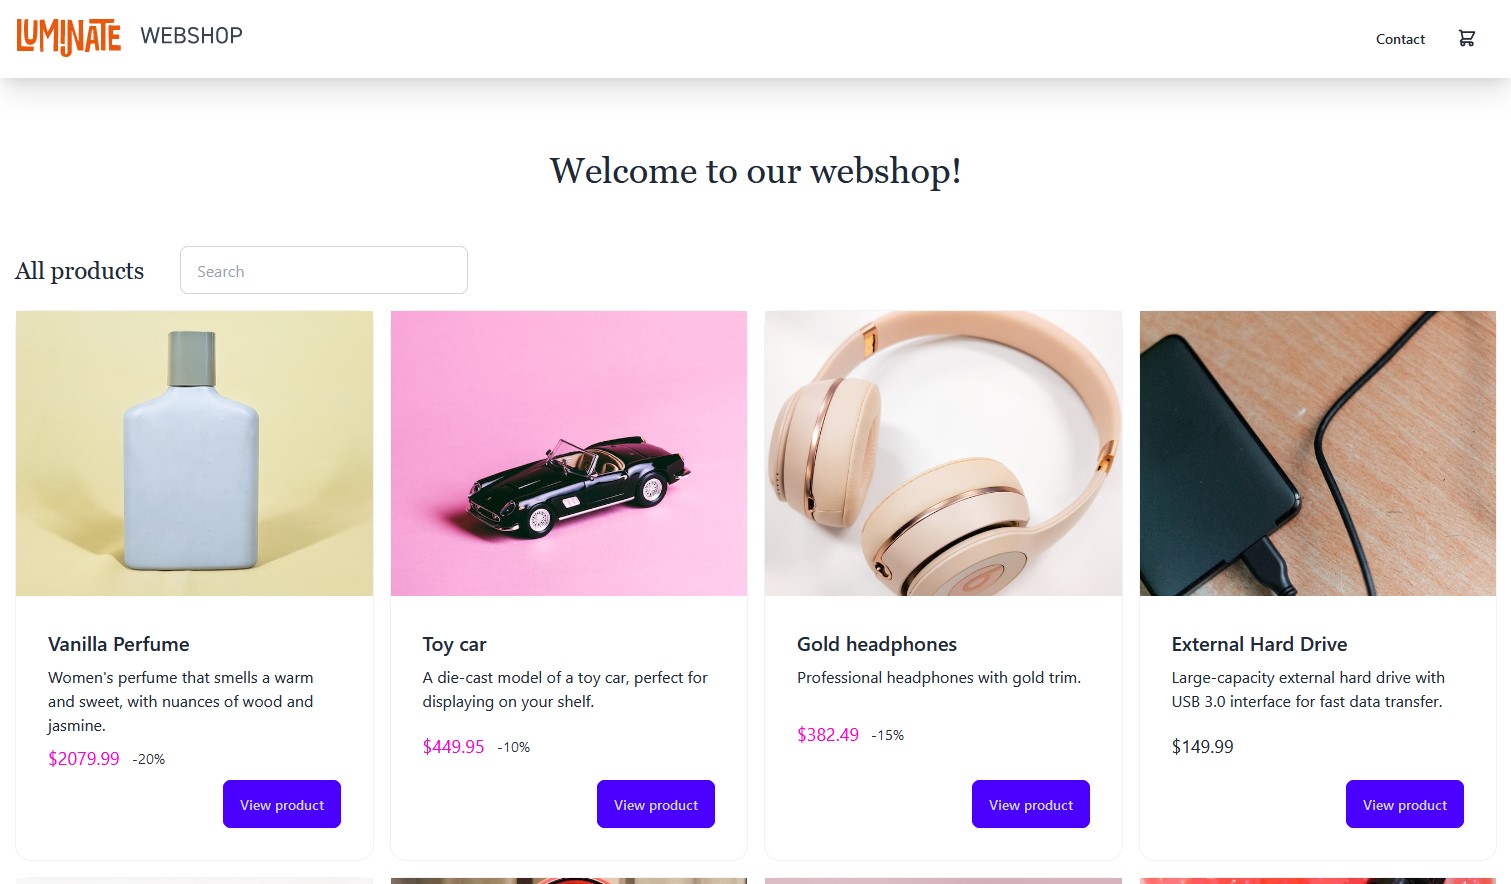 LUMINATE WEBSHOP
Contact
Welcome to our webshop!
All products
Search
Vanilla Perfume
Women's perfume that smells a warm
and sweet, with nuances of wood and
jasmine.
$2079.99 -20%
View product
Toy car
A die-cast model of a toy car, perfect for
displaying on your shelf.
$449.95 -10%
View product
Gold headphones
Professional headphones with gold trim.
$382.49 -15%
View product
External Hard Drive
Large-capacity external hard drive with
USB 3.0 interface for fast data transfer.
$149.99
View product